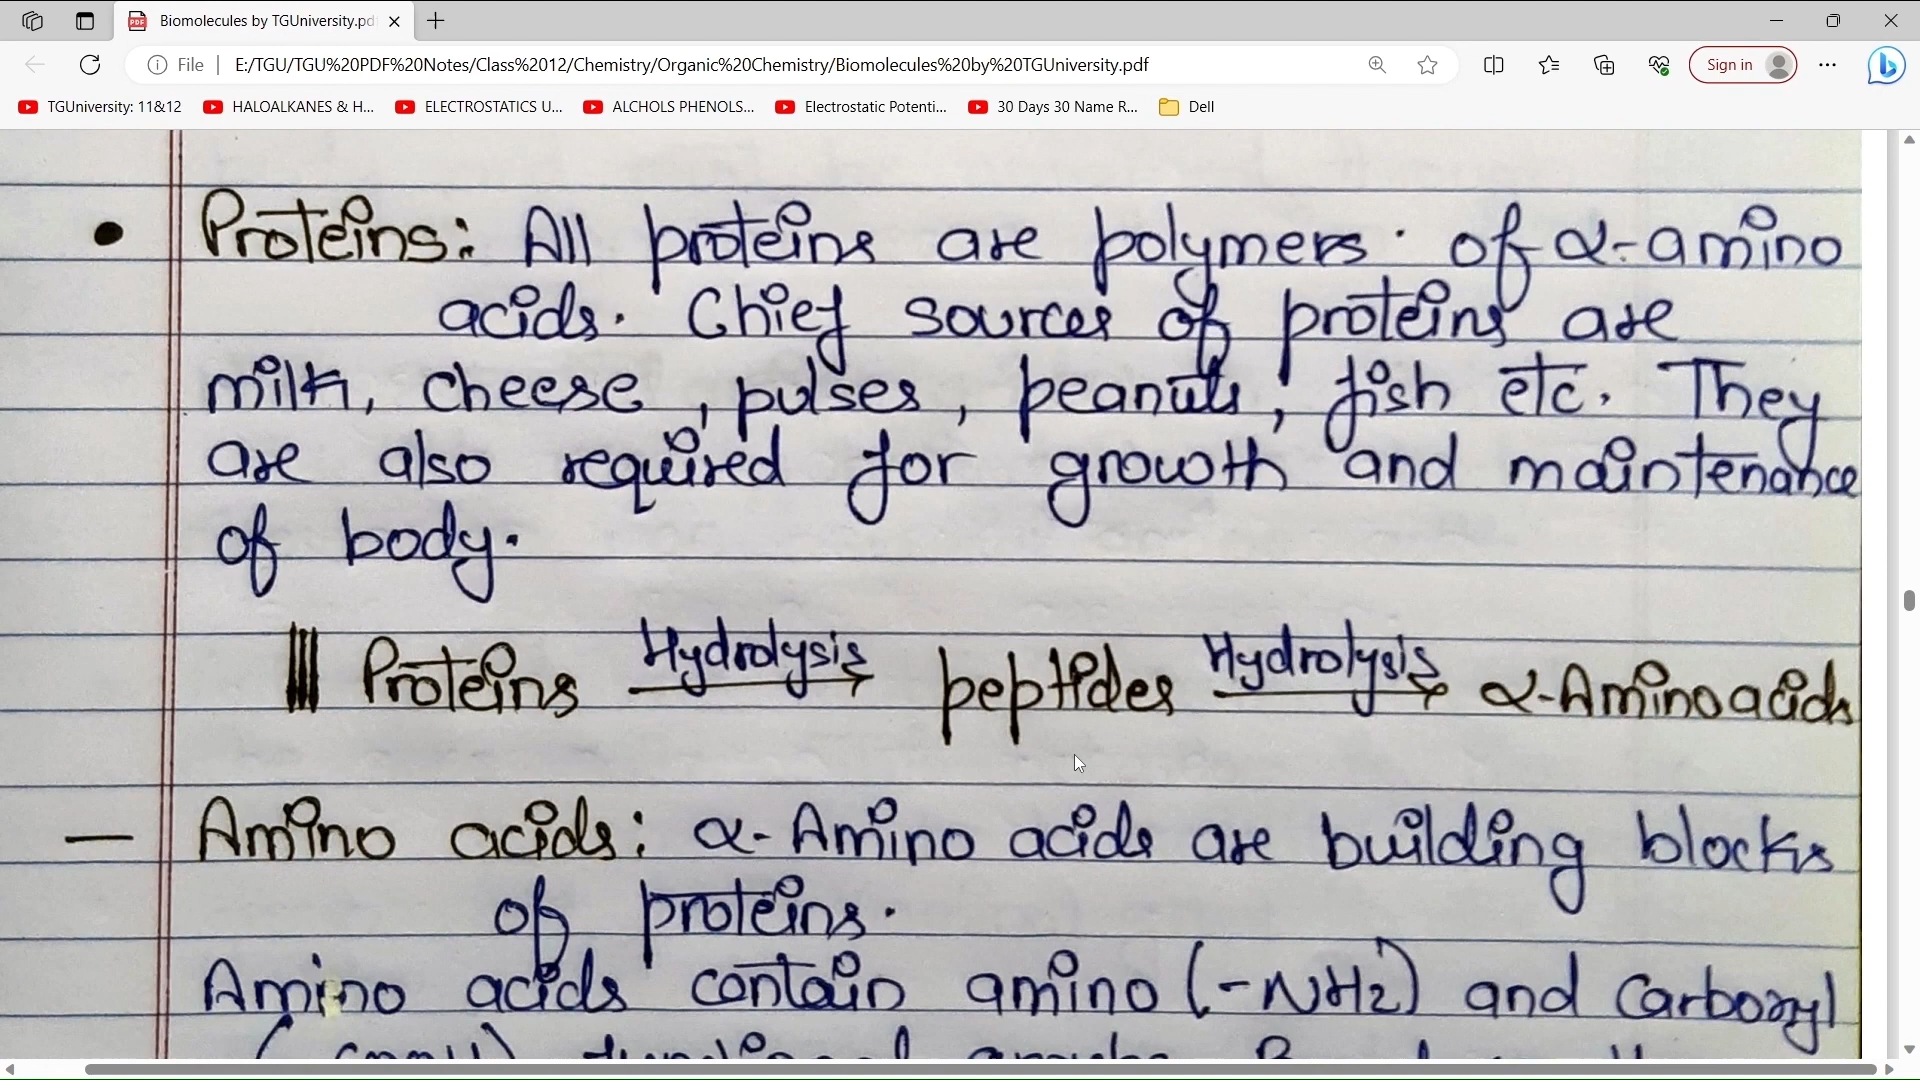 Biomolecules by TGUniversity.pd
File
E:/TGU/TGU%20PDF%20Notes/Class%2012/Chemistry/Organic%20Chemistry/Biomolecules%20by%20TGUniversity.pdf
Sign in
TGUniversity: 11&12 HALOALKANES & H... ELECTROSTATICS U... ALCHOLS PHENOLS... Electrostatic Potenti... 30 Days 30 Name R... Dell
• Proteins: All proteins are polymers of α-amino
acids. Chief sources of proteins are
milk, cheese, pulses, peanuts, fish etc. They
are also required for growth and maintenance
of body.
Proteins Hydrolysis → peptides Hydrolysis → α-Amino acids
— Amino acids: α-Amino acids are building blocks
of proteins.
Amino acids contain amino (-NH2) and Carboxyl